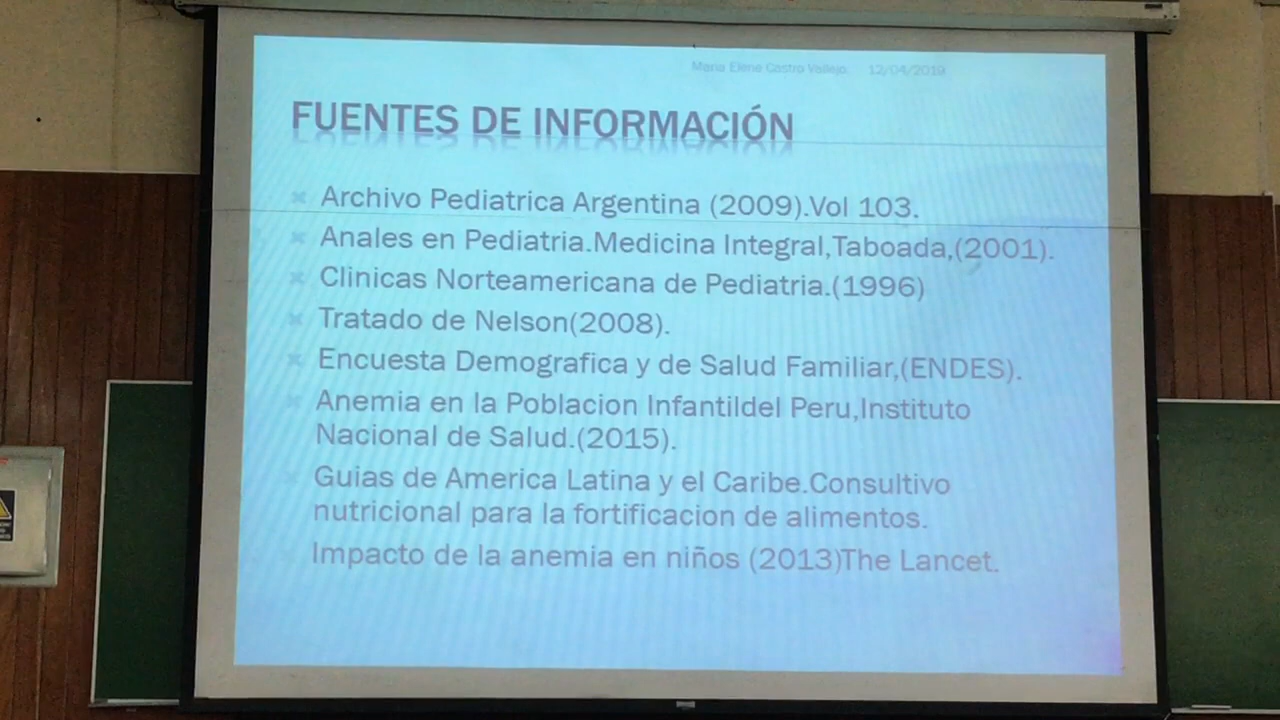 Maria Elena Castro Vallejo. 12/04/2019
FUENTES DE INFORMACIÓN
Archivo Pediatrica Argentina (2009).Vol 103.
Anales en Pediatria.Medicina Integral,Taboada,(2001).
Clinicas Norteamericana de Pediatria.(1996)
Tratado de Nelson(2008).
Encuesta Demografica y de Salud Familiar,(ENDES).
Anemia en la Poblacion Infantildel Peru,Instituto
Nacional de Salud.(2015).
Guias de America Latina y el Caribe.Consultivo
nutricional para la fortificacion de alimentos.
Impacto de la anemia en niños (2013)The Lancet.